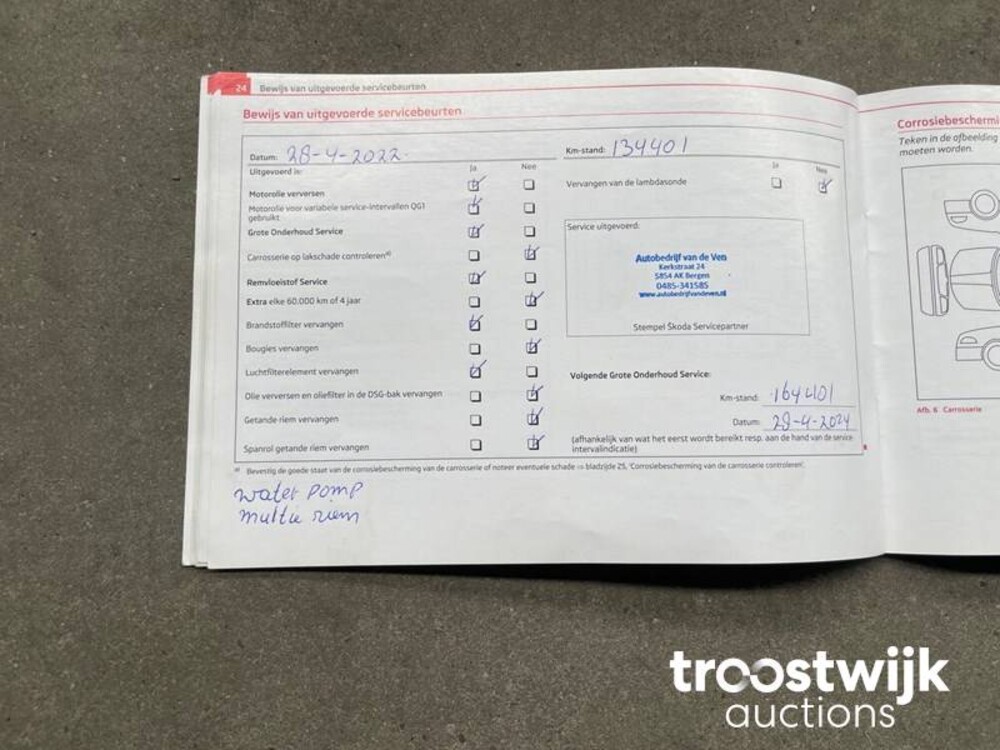 24 Bewijs van uitgevoerde servicebeurten
Bewijs van uitgevoerde servicebeurten
Datum: 28-4-2022.
Km-stand: 134401
Uitgevoerd is:
Ja Nee
Motorolie verversen
Motorolie voor variabele service-intervallen QG1
gebruikt
Grote Onderhoud Service
Carrosserie op lakschade controleren a)
Remvloeistof Service
Extra elke 60.000 km of 4 jaar
Brandstoffilter vervangen
Bougies vervangen
Luchtfilterelement vervangen
Olie verversen en oliefilter in de DSG-bak vervangen
Getande riem vervangen
Spanrol getande riem vervangen
Ja Nee
Vervangen van de lambdasonde
Service uitgevoerd:
Autobedrijf van de Ven
Kerkstraat 24
5854 AK Bergen
0485-341585
www.autobedrijfvandeven.nl
Stempel Škoda Servicepartner
Volgende Grote Onderhoud Service:
Km-stand: 164401
Datum: 28-4-2024
(afhankelijk van wat het eerst wordt bereikt resp. aan de hand van de service
intervalindicatie)
a) Bevestig de goede staat van de corrosiebescherming van de carrosserie of noteer eventuele schade ⇒ bladzijde 25, 'Corrosiebescherming van de carrosserie controleren'.
water pomp
multie riem
Corrosiebeschermi
Teken in de afbeelding
moeten worden.
Afb. 6 Carrosserie
troostwijk
auctions